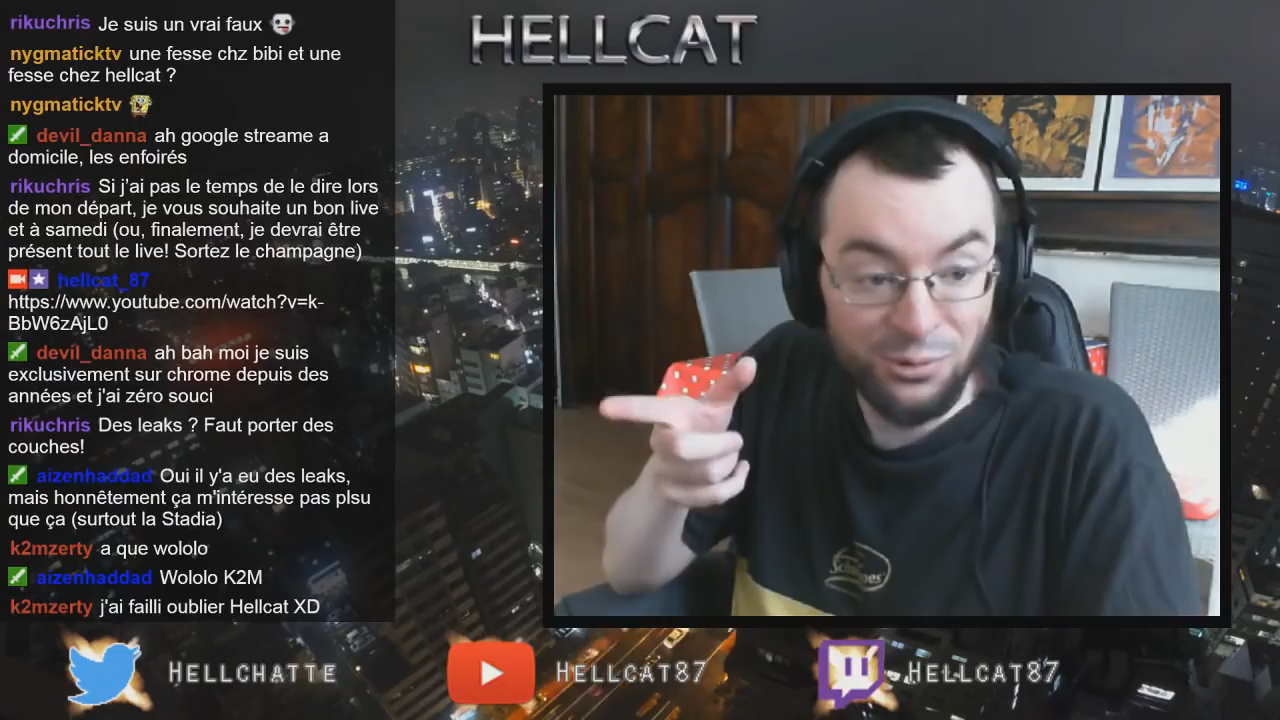 rikuchris Je suis un vrai faux
HELLCAT
nygmaticktv une fesse chz bibi et une
fesse chez hellcat ?
nygmaticktv
devil_danna ah google streame a
domicile, les enfoirés
rikuchris Si j'ai pas le temps de le dire lors
de mon départ, je vous souhaite un bon live
et à samedi (ou, finalement, je devrai être
présent tout le live! Sortez le champagne)
hellcat_87
https://www.youtube.com/watch?v=k-
BbW6zAjL0
devil_danna ah bah moi je suis
exclusivement sur chrome depuis des
années et j'ai zéro souci
rikuchris Des leaks ? Faut porter des
couches!
aizenhaddad Oui il y'a eu des leaks,
mais honnêtement ça m'intéresse pas plsu
que ça (surtout la Stadia)
k2mzerty a que wololo
aizenhaddad Wololo K2M
k2mzerty j'ai failli oublier Hellcat XD
HELLCHATTE
HELLCAT87
HELLCAT87